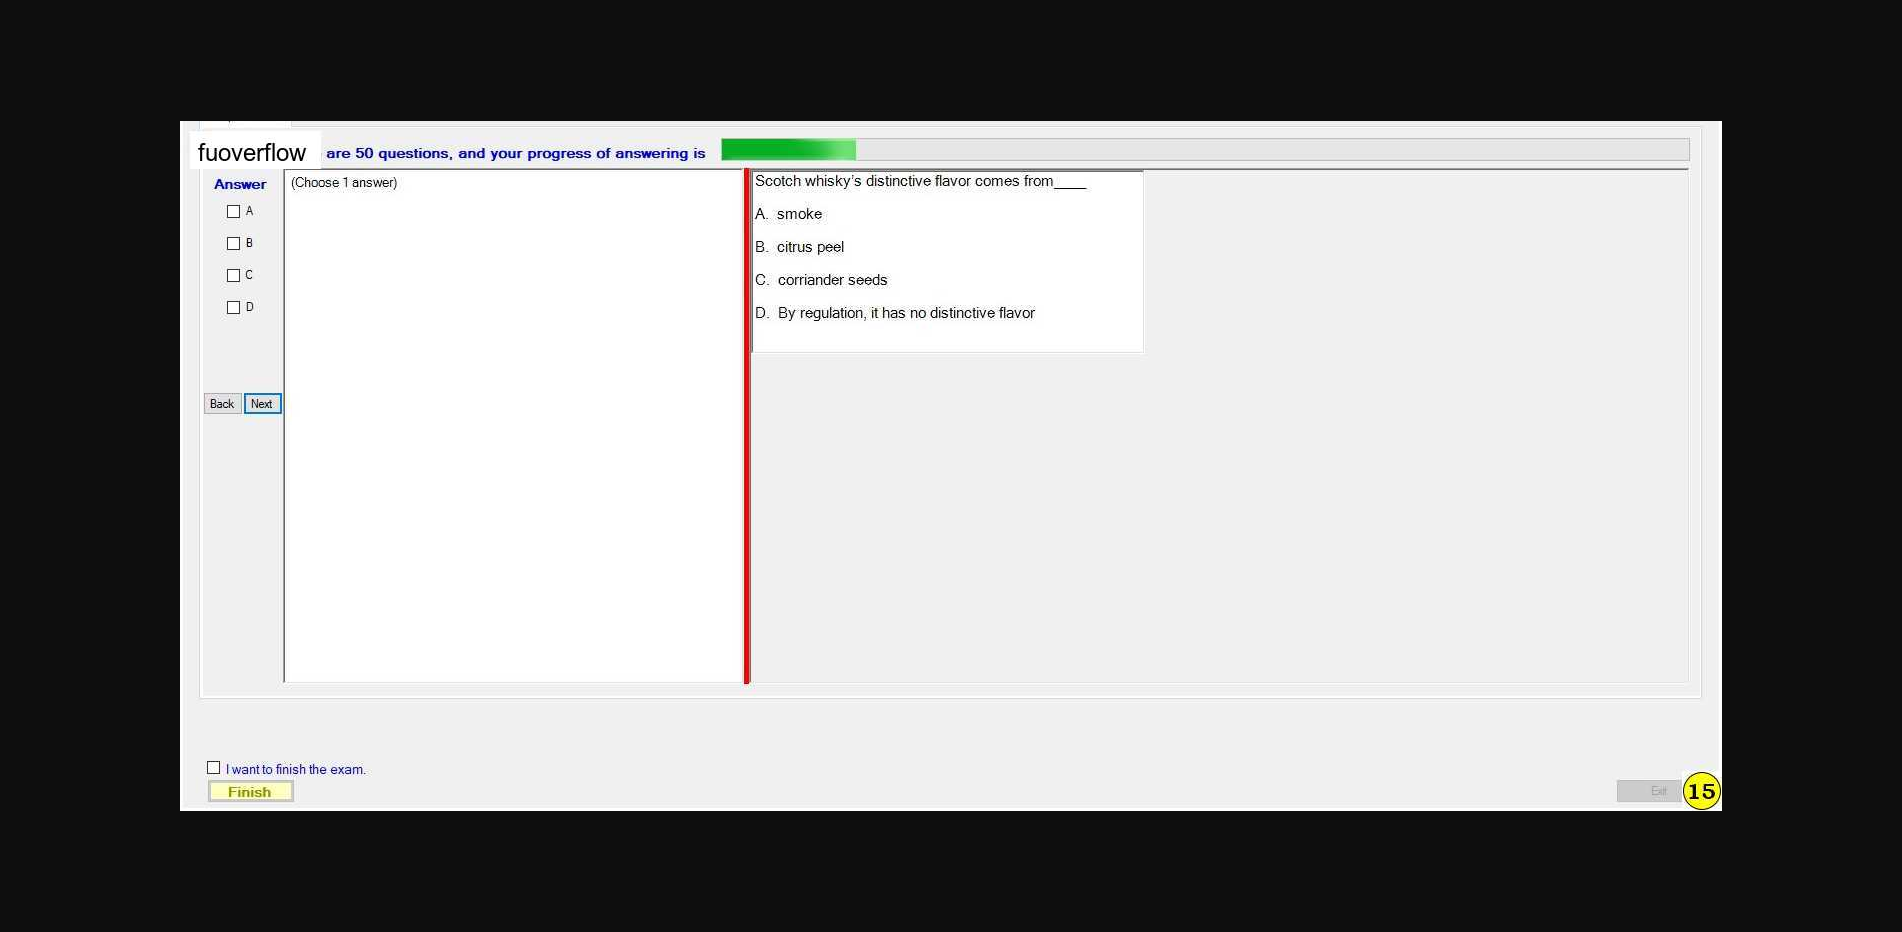 fuoverflow are 50 questions, and your progress of answering is
Answer
A
B
C
D
Back Next
(Choose 1 answer)
Scotch whisky's distinctive flavor comes from____
A. smoke
B. citrus peel
C. corriander seeds
D. By regulation, it has no distinctive flavor
I want to finish the exam.
Finish
Exit
15